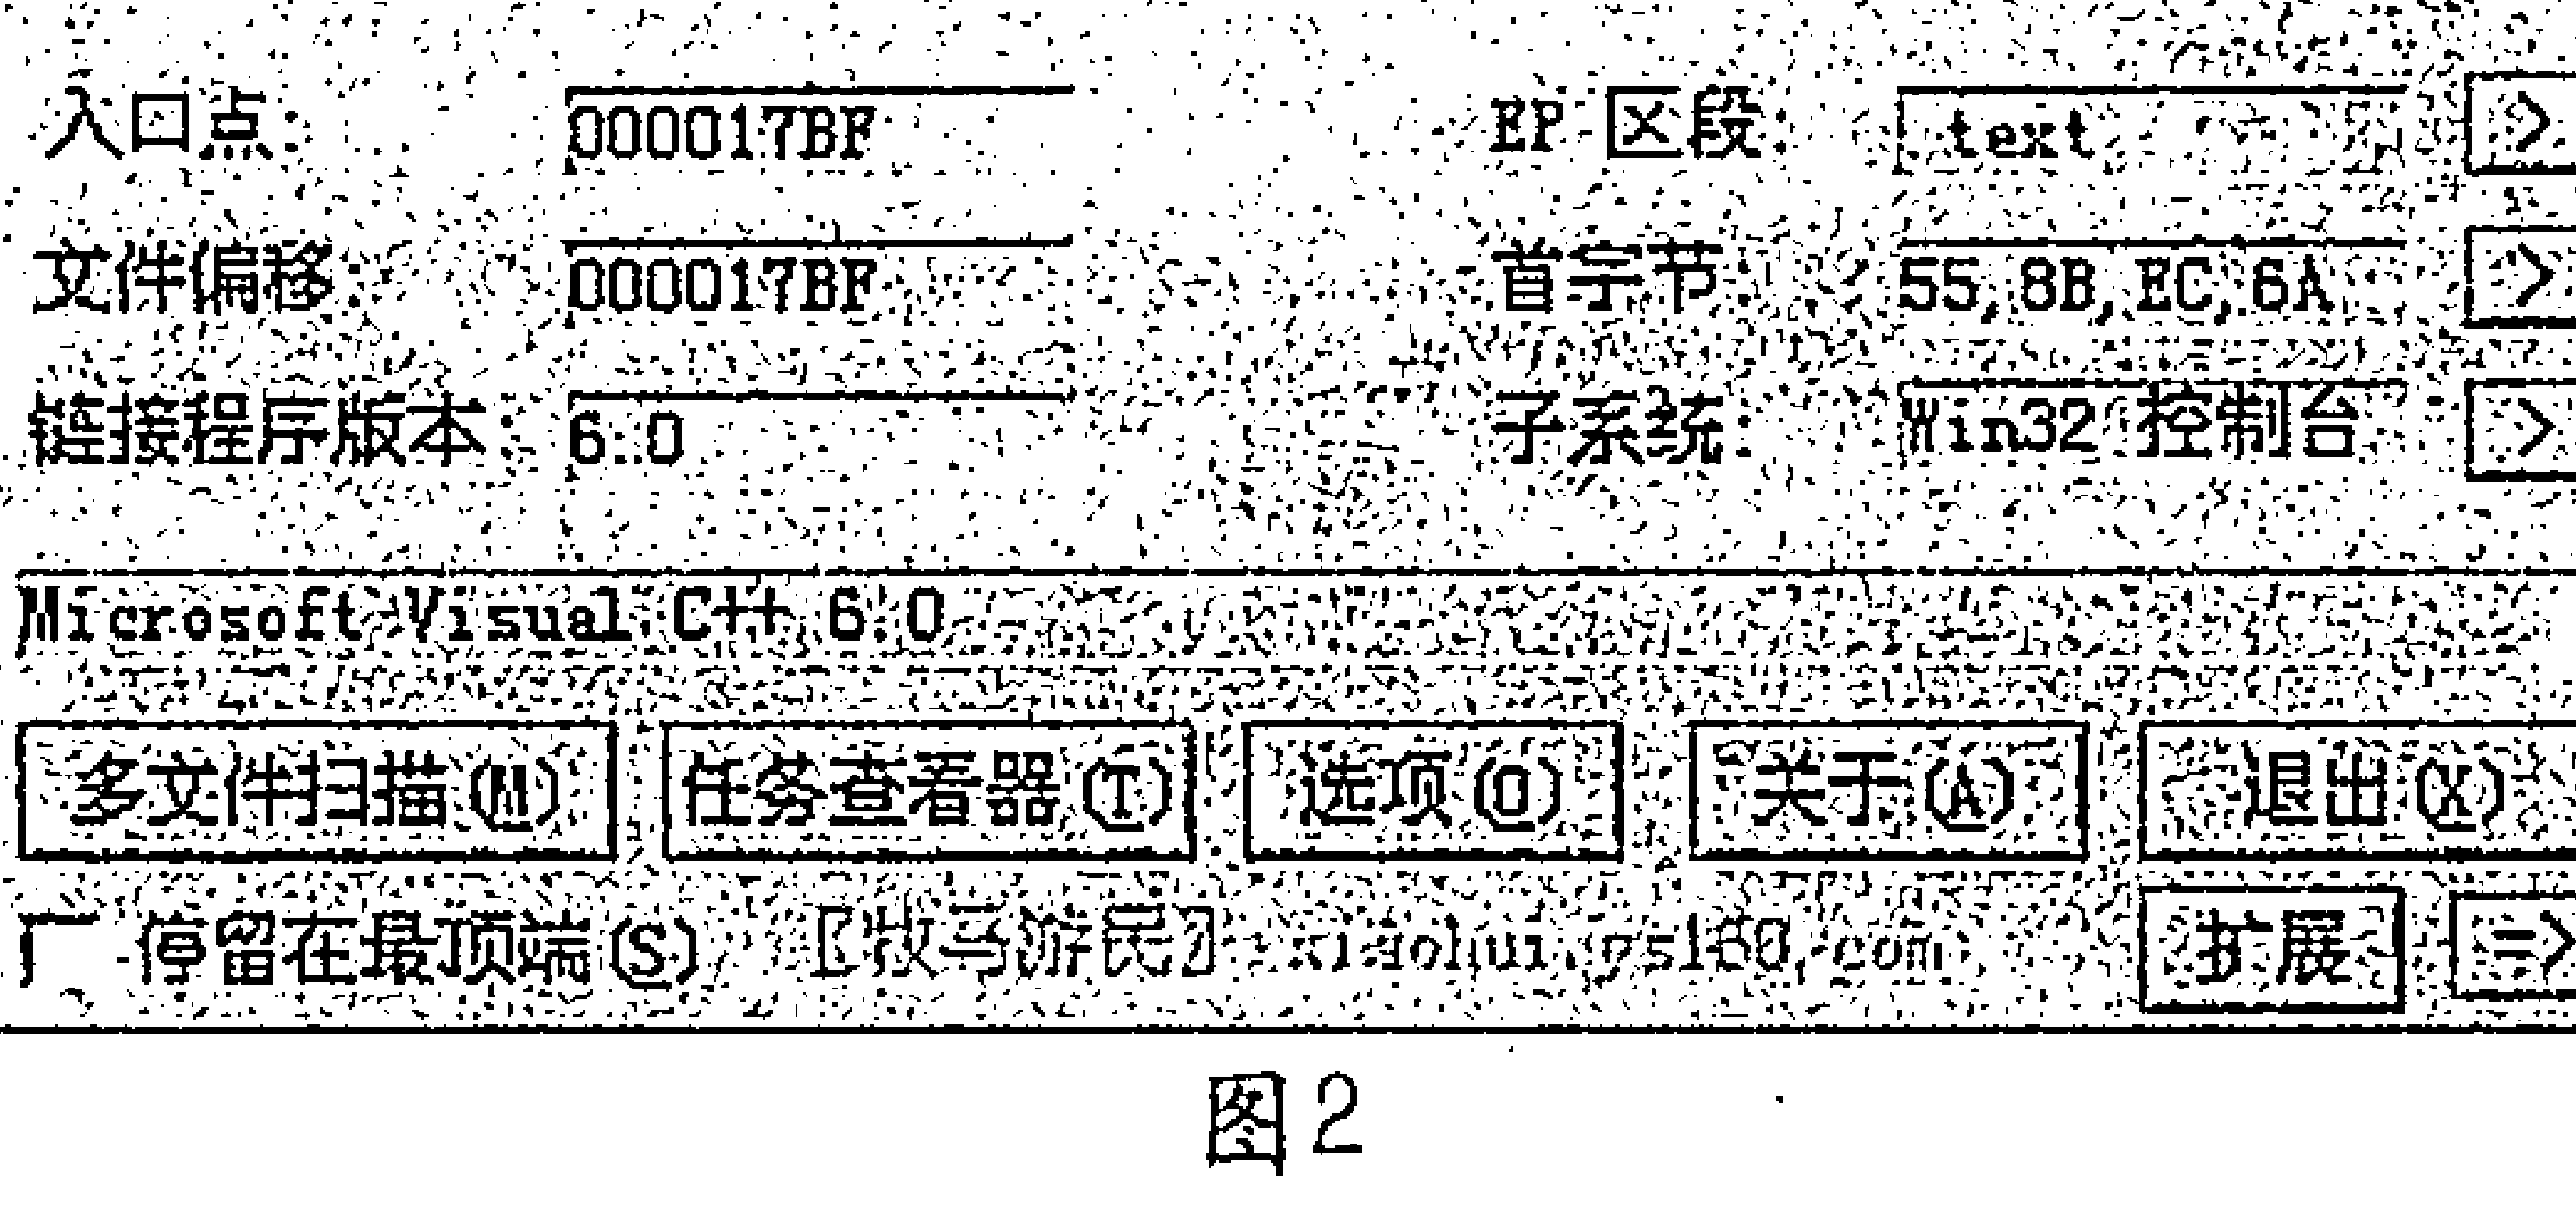 入口点: 000017BF EP 区段: .text >
文件偏移: 000017BF 首字节: 55,8B,EC,6A >
链接程序版本: 6.0 子系统: Win32 控制台 >
Microsoft Visual C++ 6.0
多文件扫描(M) 任务查看器(T) 选项(O) 关于(A) 退出(X)
停留在最顶端(S) 【牧马游民】 扩展 =>
图2